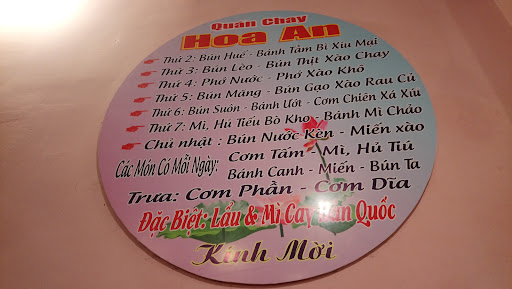 Quán Chay
Hoa An
Thứ 2: Bún Huế - Bánh Tằm Bì Xíu Mại
Thứ 3: Bún Lèo - Bún Thịt Xào Chay
Thứ 4: Phở Nước - Phở Xào Khô
Thứ 5: Bún Măng - Bún Gạo Xào Rau Củ
Thứ 6: Bún Suôn - Bánh Ướt - Cơm Chiên Xá Xíu
Thứ 7: Mì, Hủ Tiếu Bò Kho - Bánh Mì Chảo
Chủ nhật : Bún Nước Kèn - Miến xào
Các Món Có Mỗi Ngày: Cơm Tấm - Mì, Hủ Tiú
Bánh Canh - Miến - Bún Ta
Trưa: Cơm Phần - Cơm Dĩa
Đặc Biệt: Lẩu & Mì Cay Hàn Quốc
Kính Mời